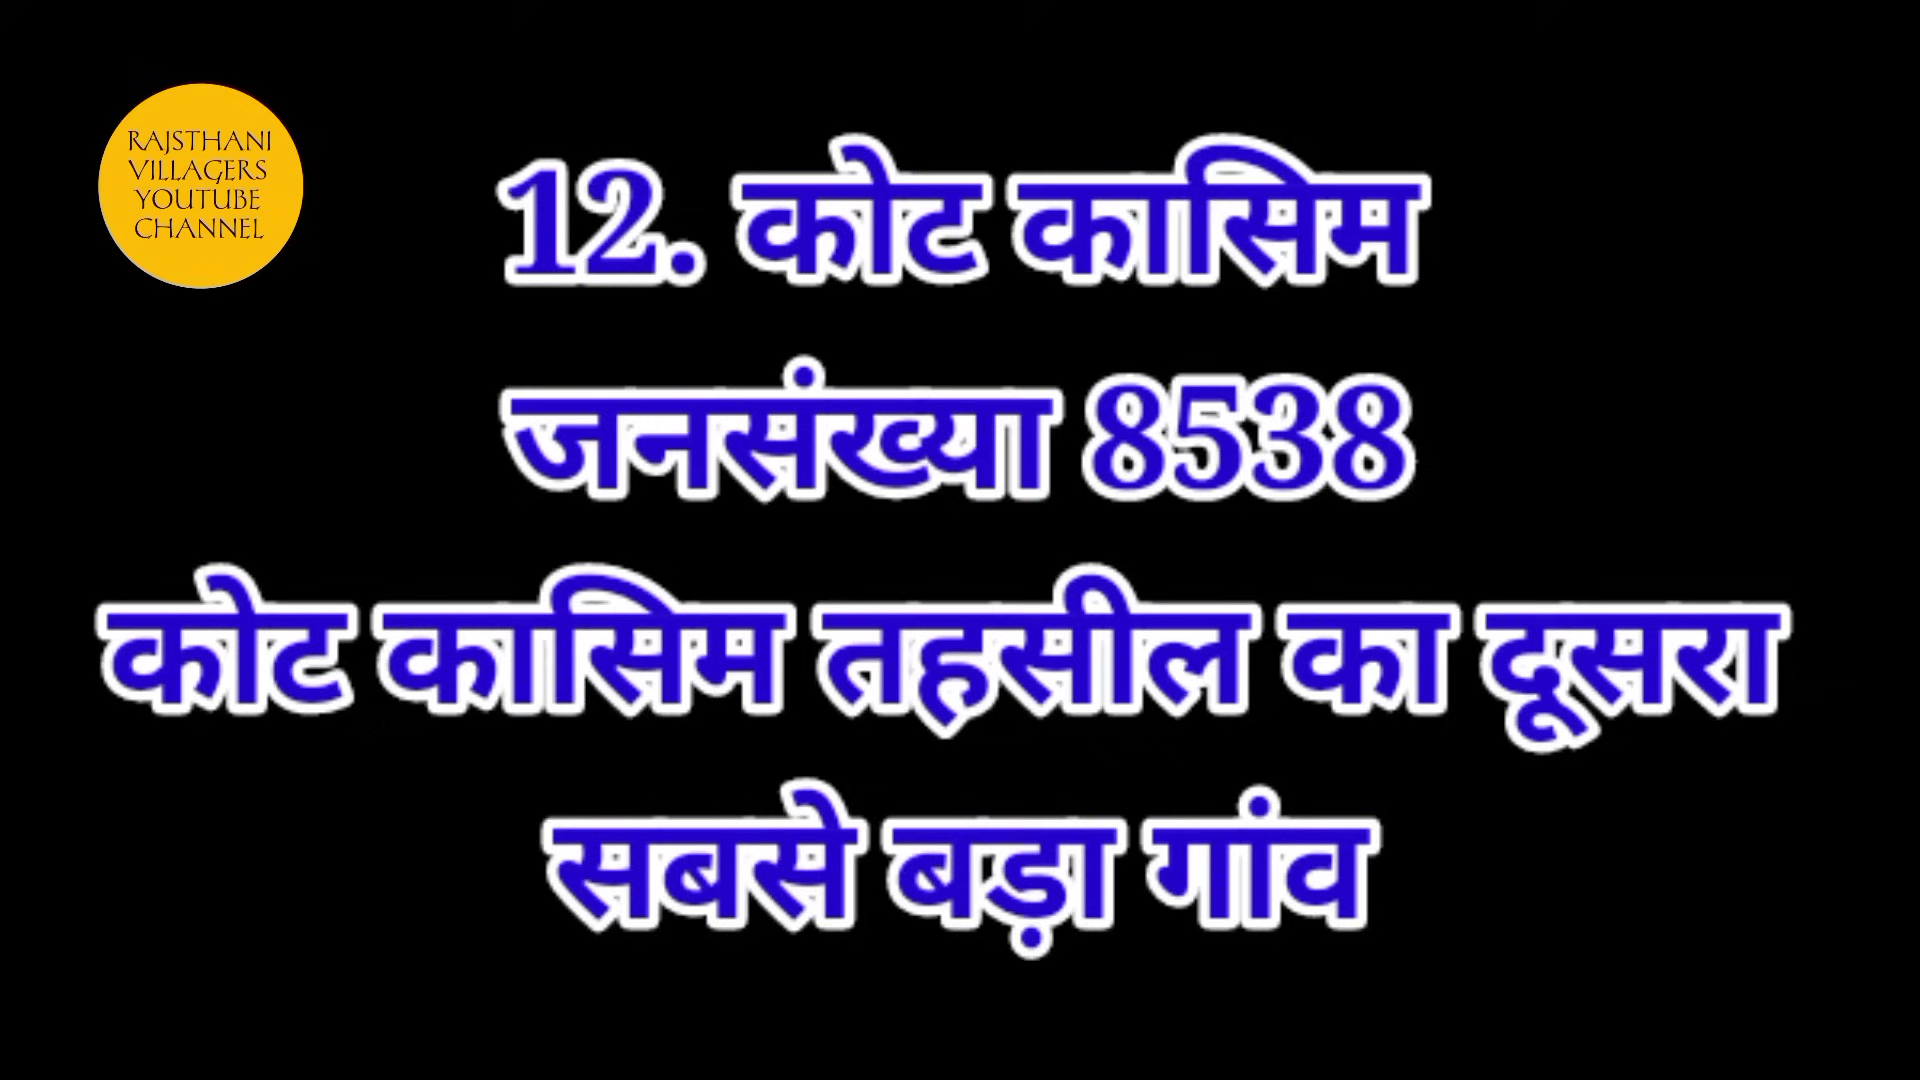 RAJSTHANI
VILLAGERS
YOUTUBE
CHANNEL
12. कोट कासिम
जनसंख्या 8538
कोट कासिम तहसील का दूसरा
सबसे बड़ा गांव